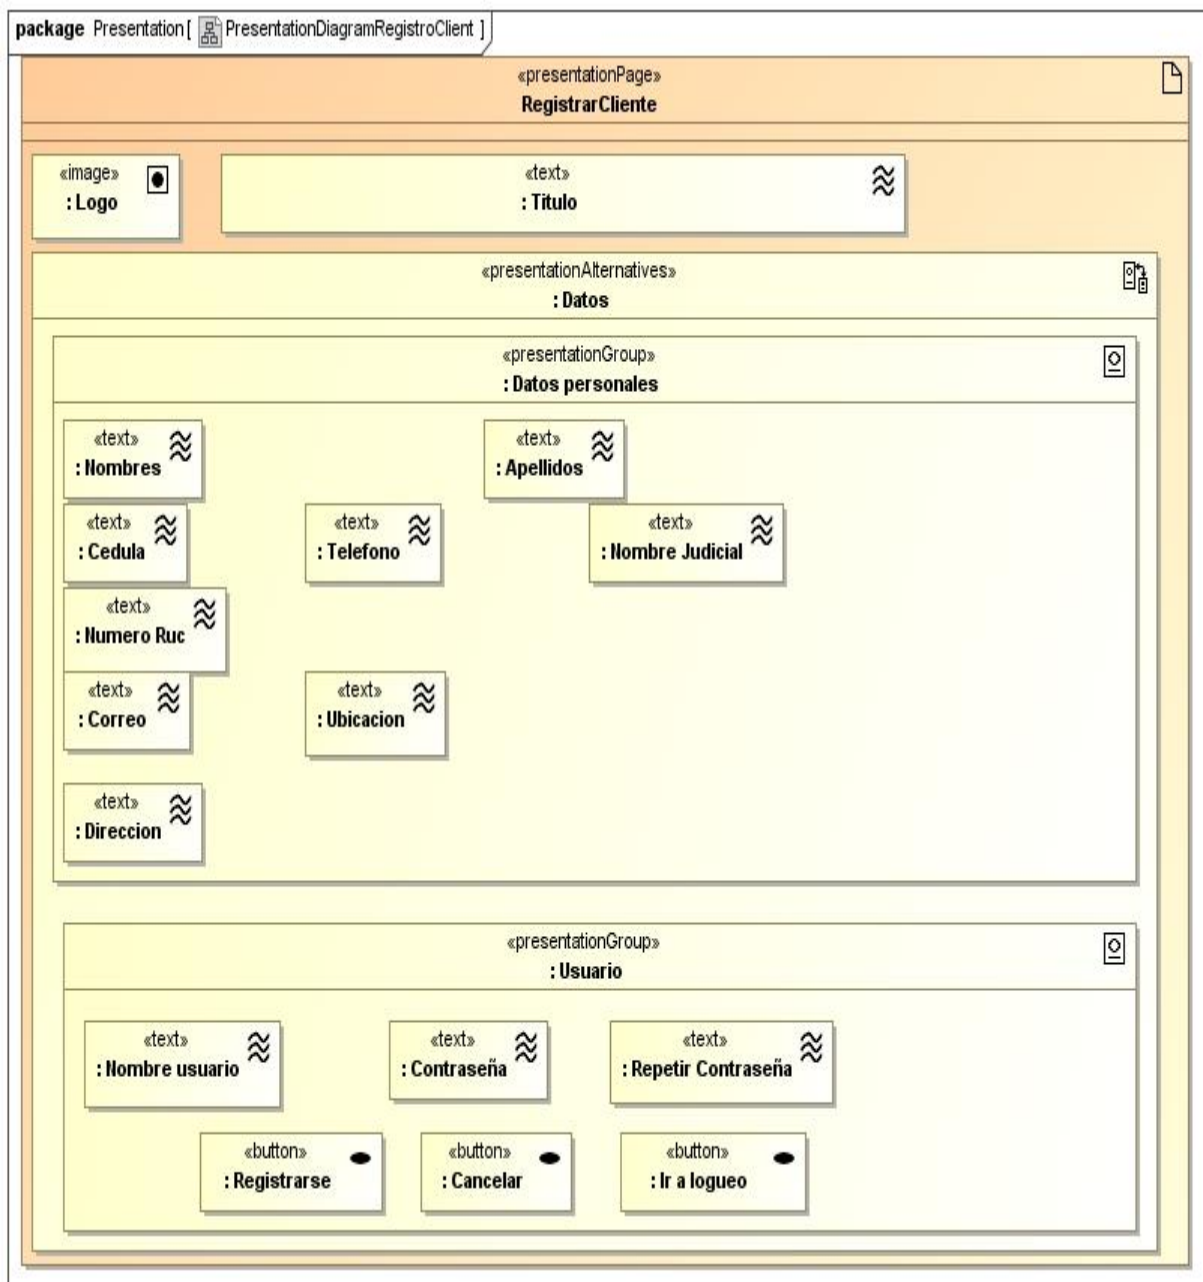 package Presentation[ PresentationDiagramRegistroClient ]
«presentationPage»
RegistrarCliente
«image»
: Logo
«text»
: Titulo
«presentationAlternatives»
: Datos
«presentationGroup»
: Datos personales
«text»
: Nombres
«text»
: Apellidos
«text»
: Cedula
«text»
: Telefono
«text»
: Nombre Judicial
«text»
: Numero Ruc
«text»
: Correo
«text»
: Ubicacion
«text»
: Direccion
«presentationGroup»
: Usuario
«text»
: Nombre usuario
«text»
: Contraseña
«text»
: Repetir Contraseña
«button»
: Registrarse
«button»
: Cancelar
«button»
: Ir a logueo